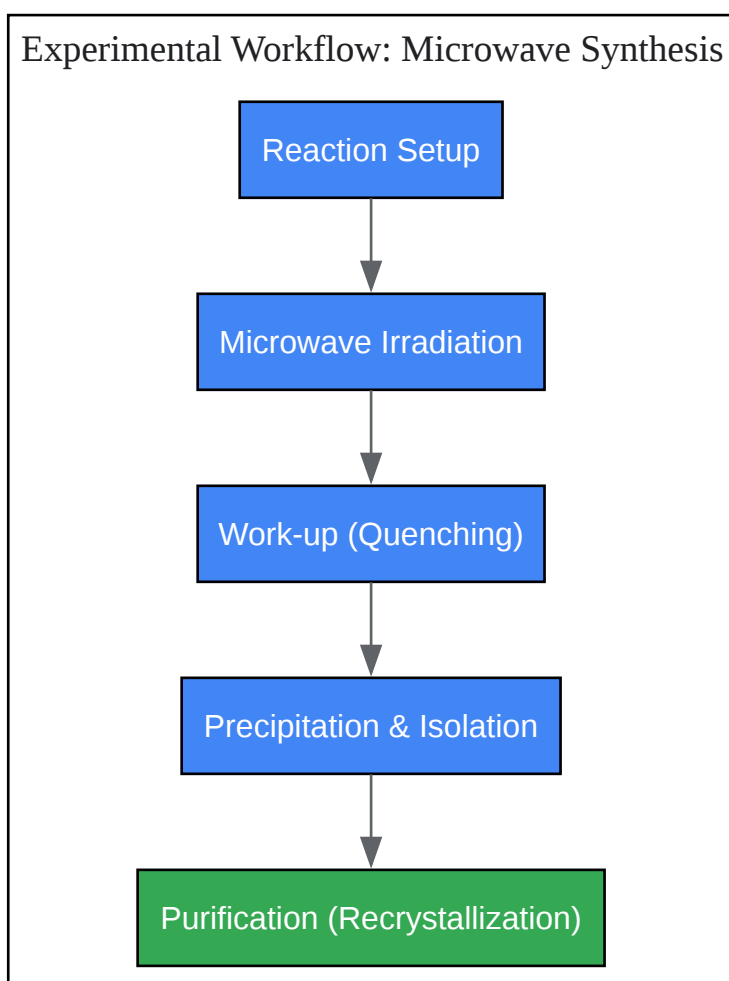 Experimental Workflow: Microwave Synthesis
Reaction Setup
Microwave Irradiation
Work-up (Quenching)
Precipitation & Isolation
Purification (Recrystallization)